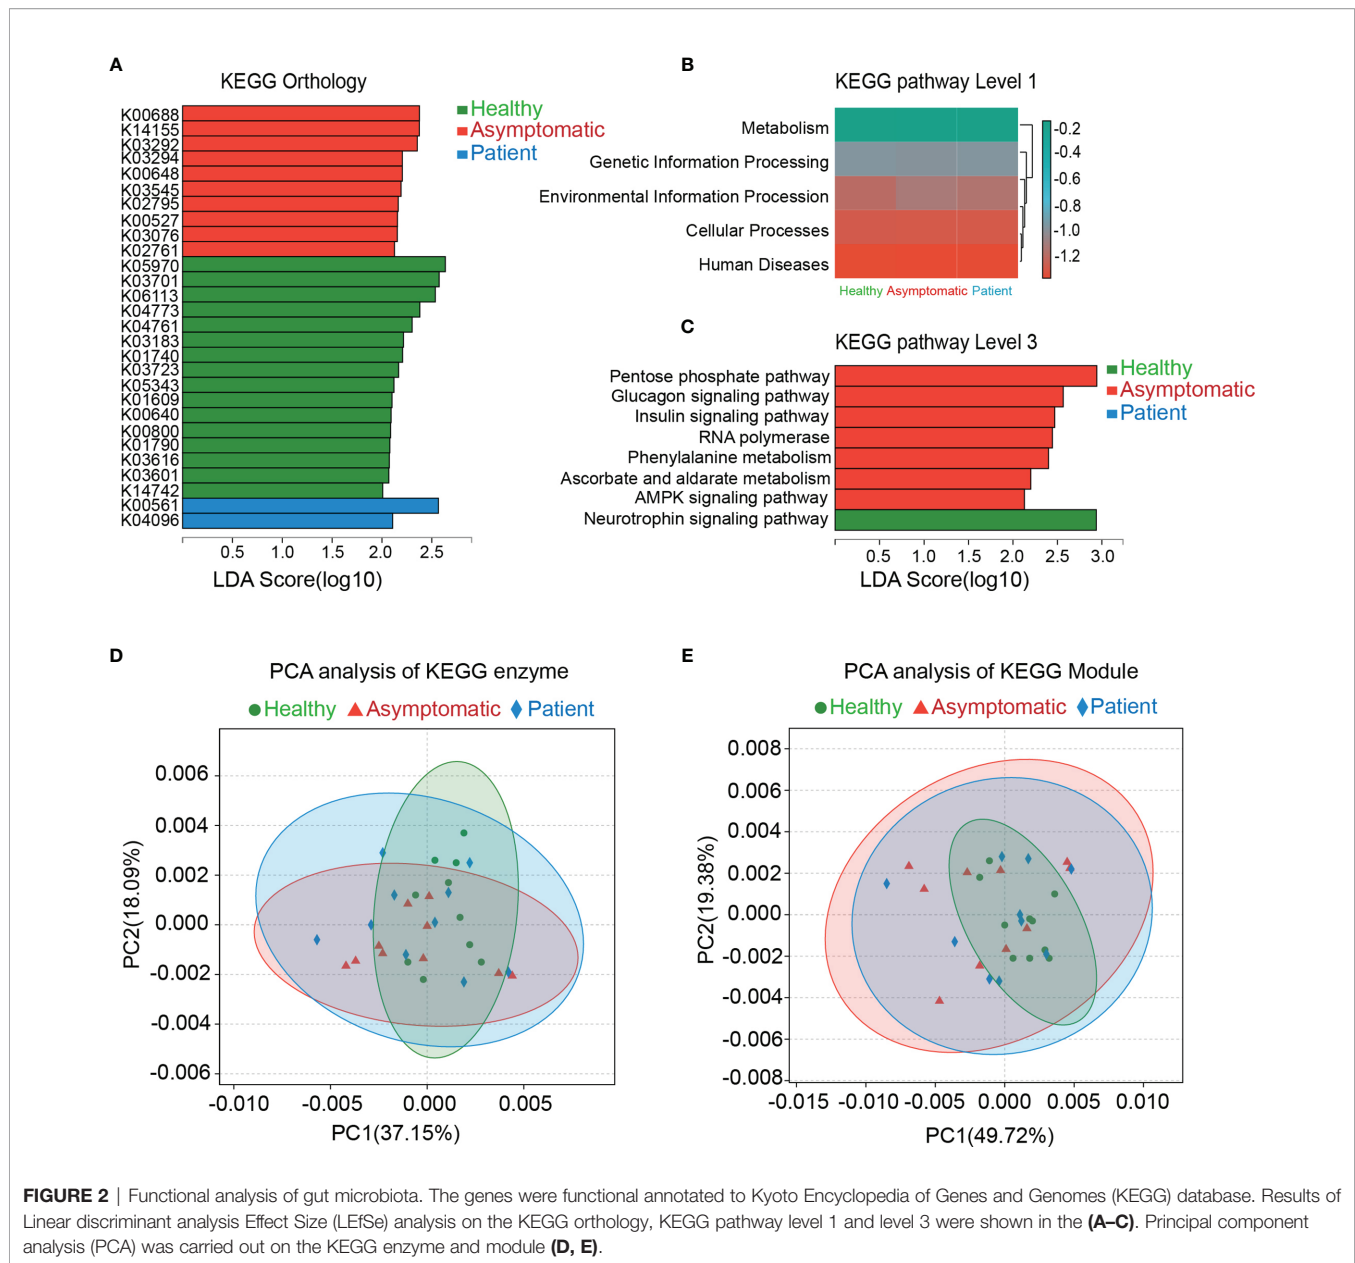 A
KEGG Orthology
K00688
K14155
K03292
K03294
K00648
K03545
K02795
K00527
K03076
K02761
K05970
K03701
K06113
K04773
K04761
K03183
K01740
K03723
K05343
K01609
K00640
K00800
K01790
K03616
K03601
K14742
K00561
K04096
0.5 1.0 1.5 2.0 2.5
LDA Score(log10)
Healthy
Asymptomatic
Patient
B
KEGG pathway Level 1
Metabolism
Genetic Information Processing
Environmental Information Procession
Cellular Processes
Human Diseases
Healthy Asymptomatic Patient
-0.2
-0.4
-0.6
-0.8
-1.0
-1.2
C
KEGG pathway Level 3
Pentose phosphate pathway
Glucagon signaling pathway
Insulin signaling pathway
RNA polymerase
Phenylalanine metabolism
Ascorbate and aldarate metabolism
AMPK signaling pathway
Neurotrophin signaling pathway
0.5 1.0 1.5 2.0 2.5 3.0
LDA Score(log10)
Healthy
Asymptomatic
Patient
D
PCA analysis of KEGG enzyme
Healthy Asymptomatic Patient
PC2(18.09%)
0.006
0.004
0.002
0.000
-0.002
-0.004
-0.006
-0.010 -0.005 0.000 0.005
PC1(37.15%)
E
PCA analysis of KEGG Module
Healthy Asymptomatic Patient
PC2(19.38%)
0.008
0.006
0.004
0.002
0.000
-0.002
-0.004
-0.006
-0.008
-0.015 -0.010 -0.005 0.000 0.005 0.010
PC1(49.72%)
FIGURE 2 | Functional analysis of gut microbiota. The genes were functional annotated to Kyoto Encyclopedia of Genes and Genomes (KEGG) database. Results of
Linear discriminant analysis Effect Size (LEfSe) analysis on the KEGG orthology, KEGG pathway level 1 and level 3 were shown in the (A–C). Principal component
analysis (PCA) was carried out on the KEGG enzyme and module (D, E).